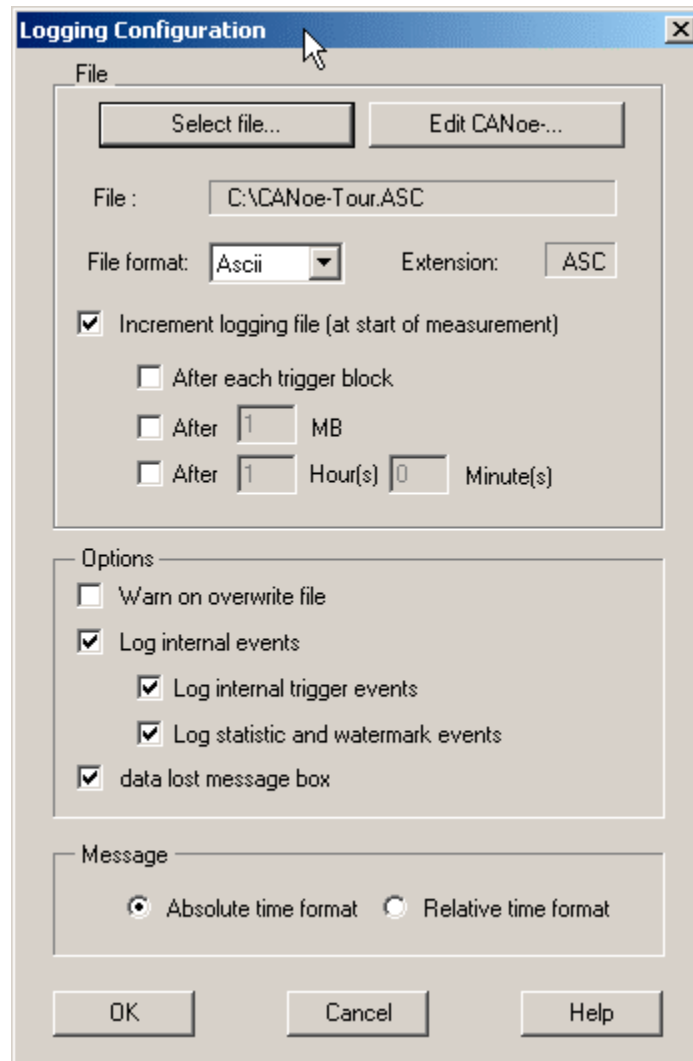 Logging Configuration
File
Select file...
Edit CANoe-...
File :
C:\CANoe-Tour.ASC
File format:
Ascii
Extension:
ASC
Increment logging file (at start of measurement)
After each trigger block
After 1 MB
After 1 Hour(s) 0 Minute(s)
Options
Warn on overwrite file
Log internal events
Log internal trigger events
Log statistic and watermark events
data lost message box
Message
Absolute time format
Relative time format
OK
Cancel
Help